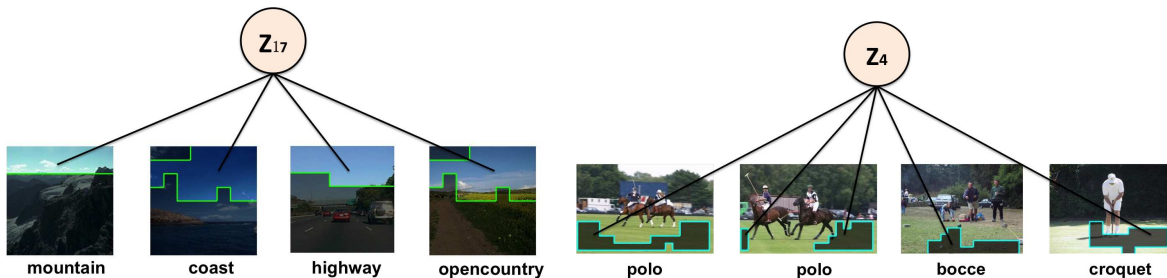 Z17
Z4
mountain
coast
highway
opencountry
polo
polo
bocce
croquet